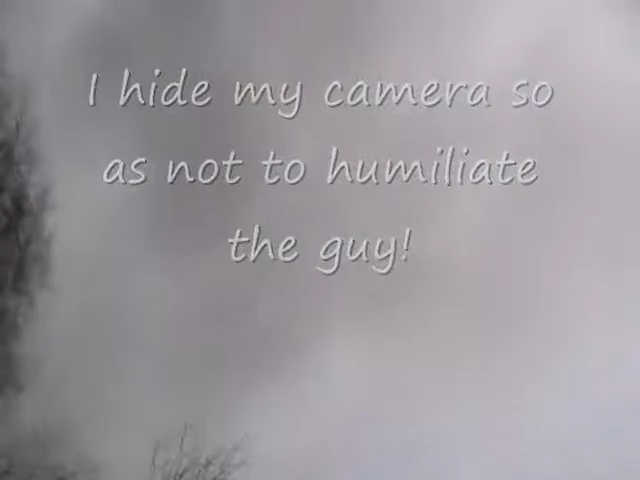 I hide my camera so
as not to humiliate
the guy!